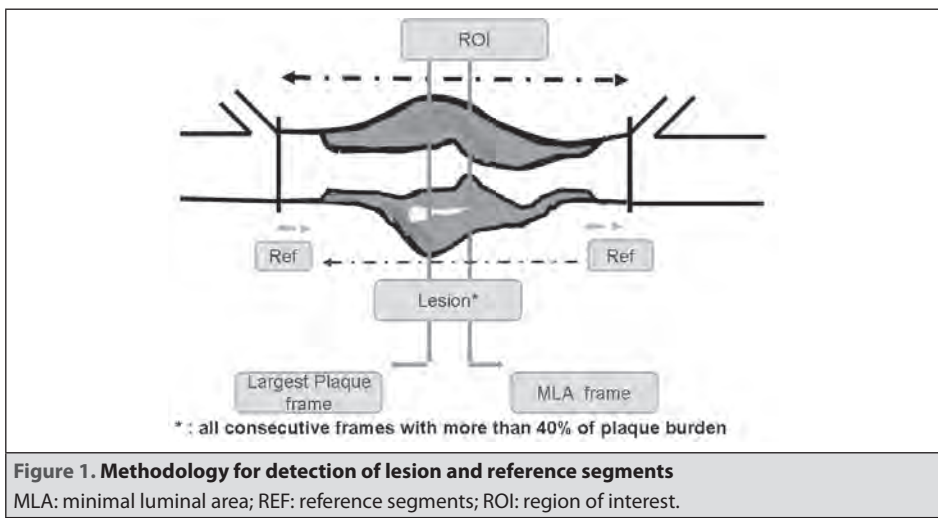 ROI
Ref
Ref
Lesion*
Largest Plaque
frame
MLA frame
* : all consecutive frames with more than 40% of plaque burden
Figure 1. Methodology for detection of lesion and reference segments
MLA: minimal luminal area; REF: reference segments; ROI: region of interest.